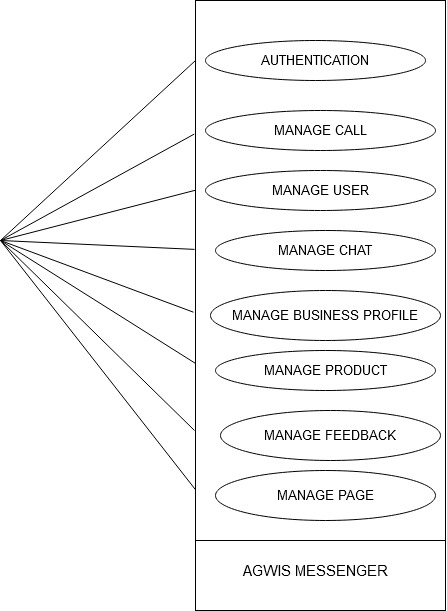 AUTHENTICATION
MANAGE CALL
MANAGE USER
MANAGE CHAT
MANAGE BUSINESS PROFILE
MANAGE PRODUCT
MANAGE FEEDBACK
MANAGE PAGE
AGWIS MESSENGER